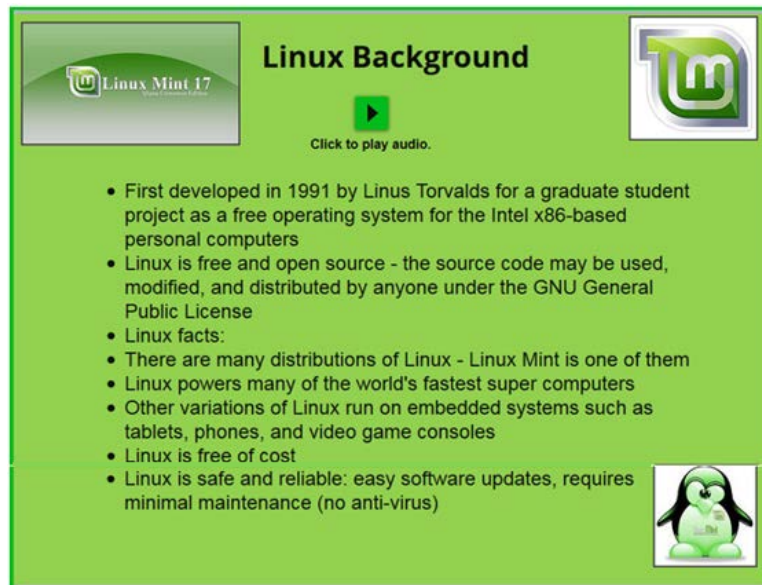 Linux Mint 17
Linux Background
Click to play audio.
• First developed in 1991 by Linus Torvalds for a graduate student
project as a free operating system for the Intel x86-based
personal computers
• Linux is free and open source - the source code may be used,
modified, and distributed by anyone under the GNU General
Public License
• Linux facts:
• There are many distributions of Linux - Linux Mint is one of them
• Linux powers many of the world's fastest super computers
• Other variations of Linux run on embedded systems such as
tablets, phones, and video game consoles
• Linux is free of cost
• Linux is safe and reliable: easy software updates, requires
minimal maintenance (no anti-virus)